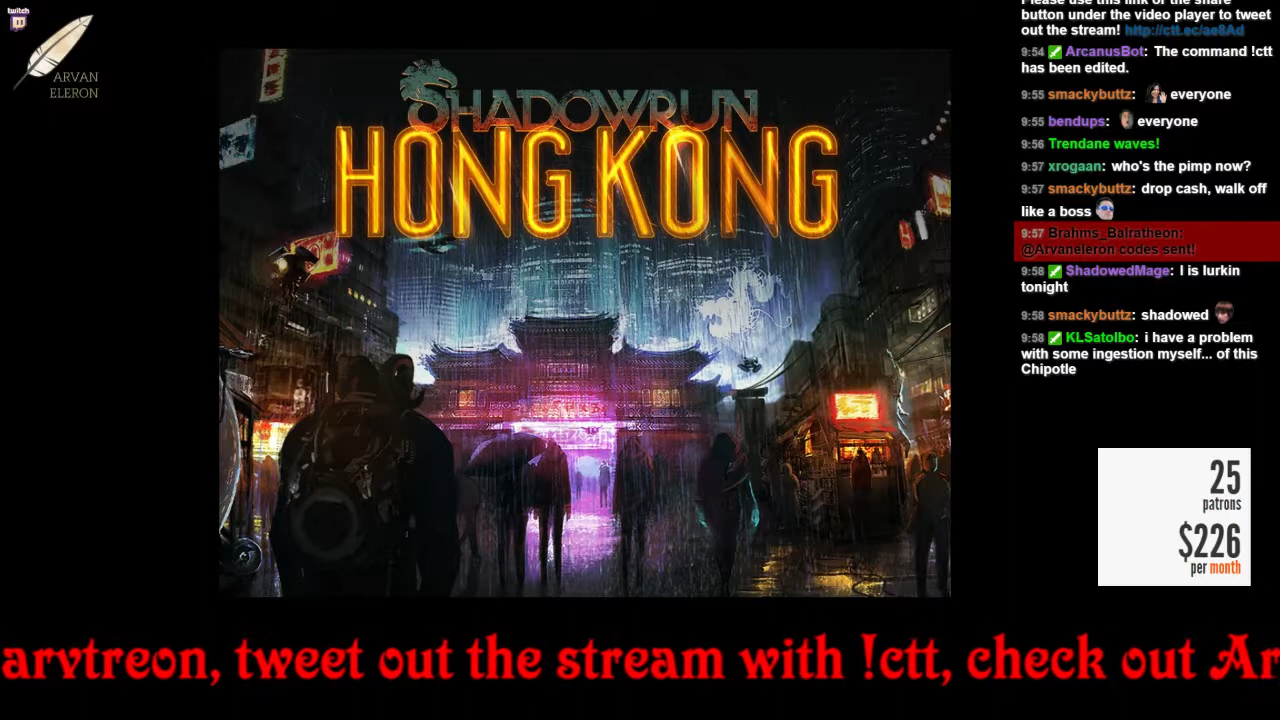 twitch
ARVAN
ELERON
SHADOWRUN
HONG KONG
Please use this link or the share
button under the video player to tweet
out the stream! http://ctt.ec/ae8Ad
9:54 ArcanusBot: The command !ctt
has been edited.
9:55 smackybuttz: everyone
9:55 bendups: everyone
9:56 Trendane waves!
9:57 xrogaan: who's the pimp now?
9:57 smackybuttz: drop cash, walk off
like a boss
9:57 Brahms_Balratheon:
@Arvaneleron codes sent!
9:58 ShadowedMage: I is lurkin
tonight
9:58 smackybuttz: shadowed
9:58 KLSatolbo: i have a problem
with some ingestion myself... of this
Chipotle
25
patrons
$226
per month
arvtreon, tweet out the stream with !ctt, check out Ar